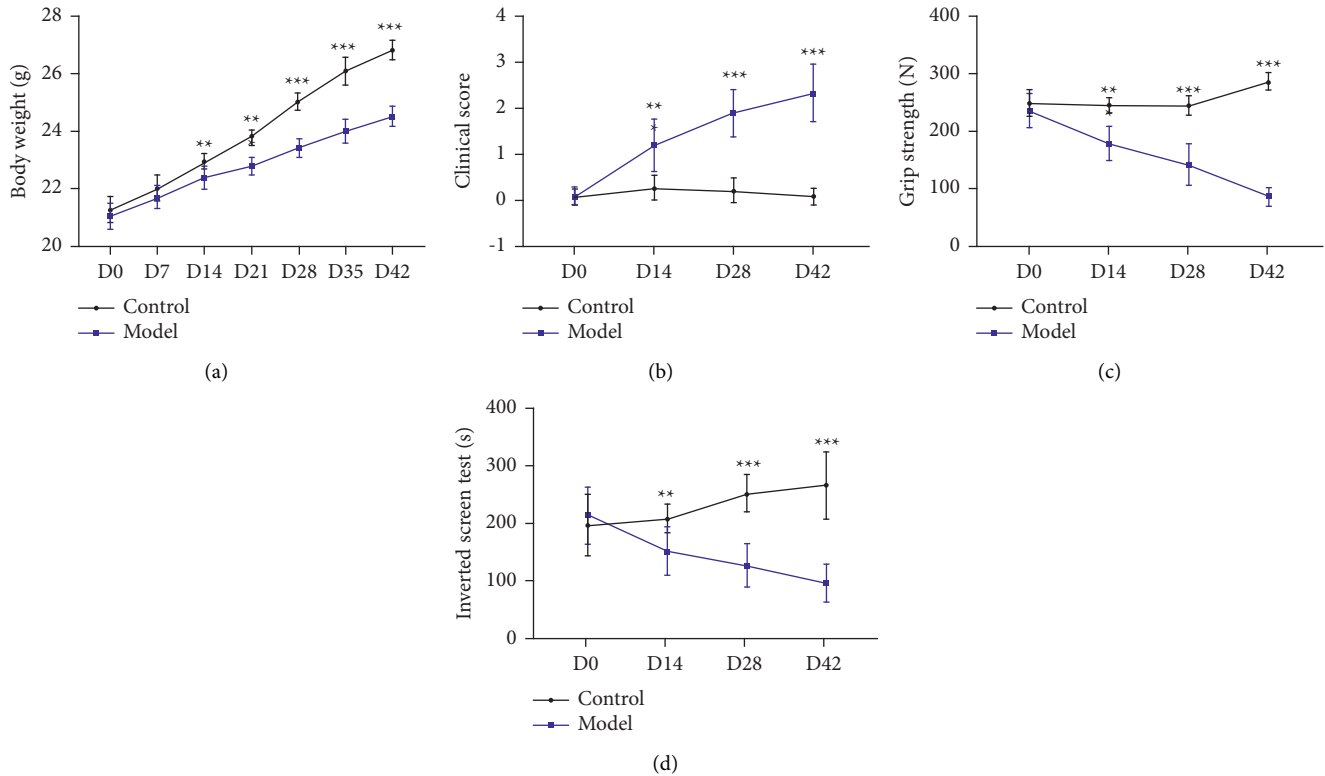 28
26
24
22
20
Body weight (g)
**
**
*
***
***
***
D0 D7 D14 D21 D28 D35 D42
Control
Model
(a)
4
3
2
1
0
-1
Clinical score
**
*
***
***
D0 D14 D28 D42
Control
Model
(b)
400
300
200
100
0
Grip strength (N)
**
*
***
***
D0 D14 D28 D42
Control
Model
(c)
400
300
200
100
0
Inverted screen test (s)
**
***
***
D0 D14 D28 D42
Control
Model
(d)